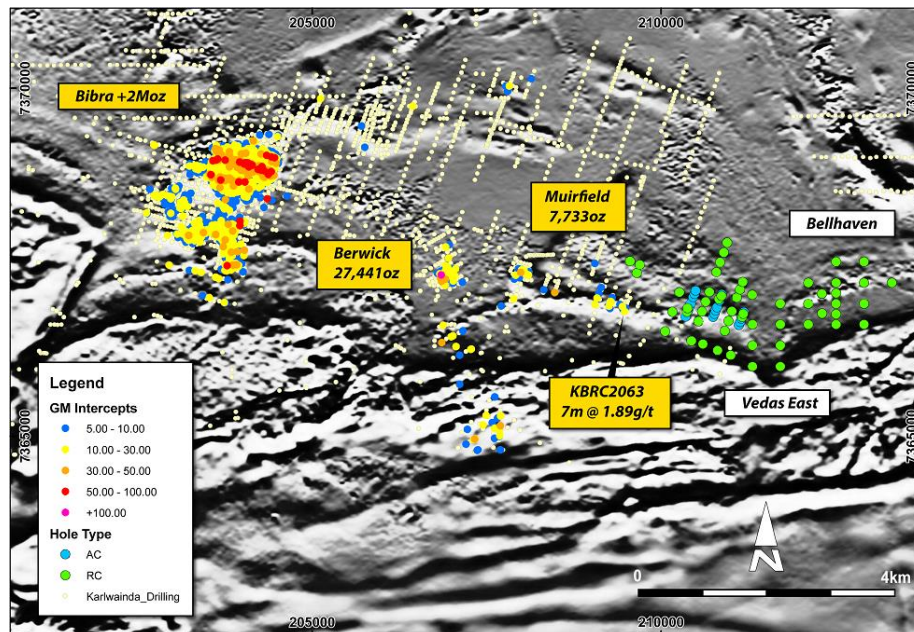 205000
210000
7370000
7370000
Bibra +2Moz
Muirfield
7,733oz
Bellhaven
Berwick
27,441oz
KBRC2063
7m @ 1.89g/t
Vedas East
7365000
7365000
Legend
GM Intercepts
5.00 - 10.00
10.00 - 30.00
30.00 - 50.00
50.00 - 100.00
+100.00
Hole Type
AC
RC
Karlwainda_Drilling
N
0
4km
205000
210000